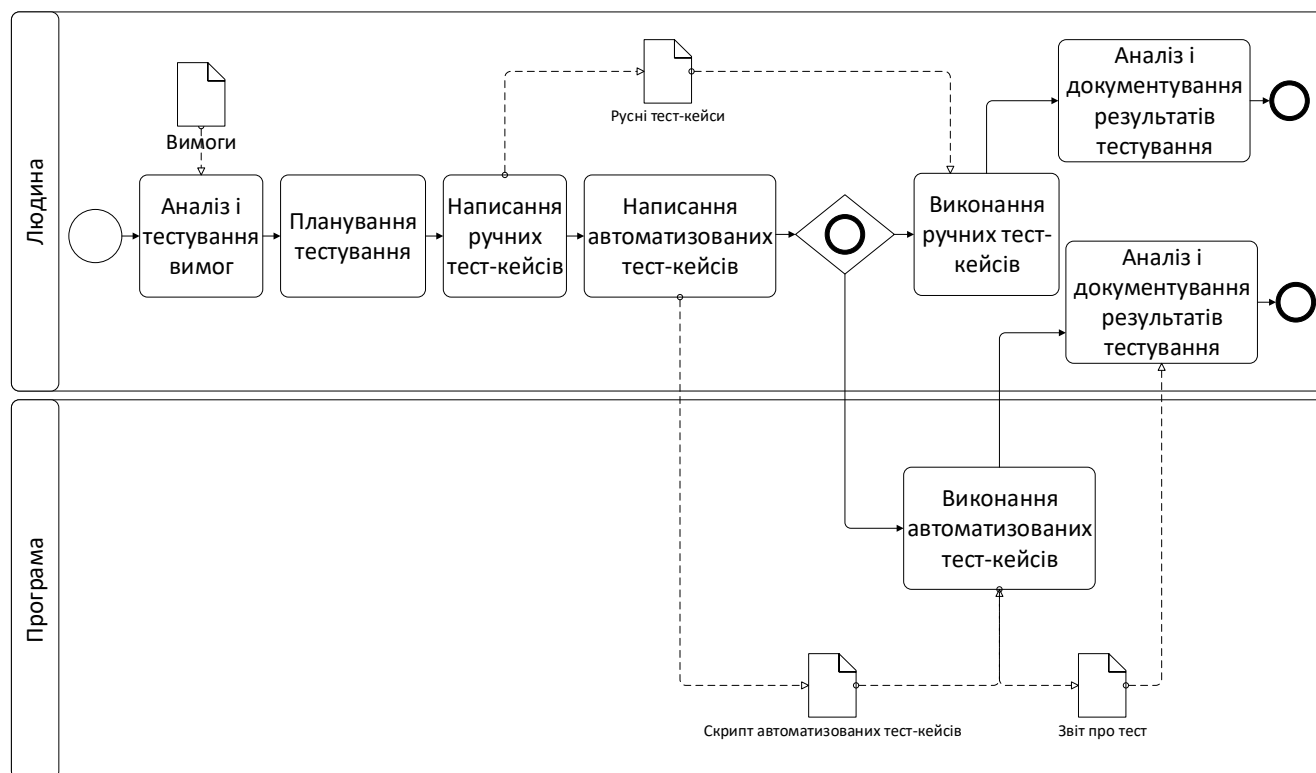 Людина
Вимоги
Русні тест-кейси
Аналіз і
документування
результатів
тестування
Аналіз і
тестування
вимог
Планування
тестування
Написання
ручних
тест-кейсів
Написання
автоматизованих
тест-кейсів
Виконання
ручних тест-
кейсів
Аналіз і
документування
результатів
тестування
Програма
Виконання
автоматизованих
тест-кейсів
Скрипт автоматизованих тест-кейсів
Звіт про тест